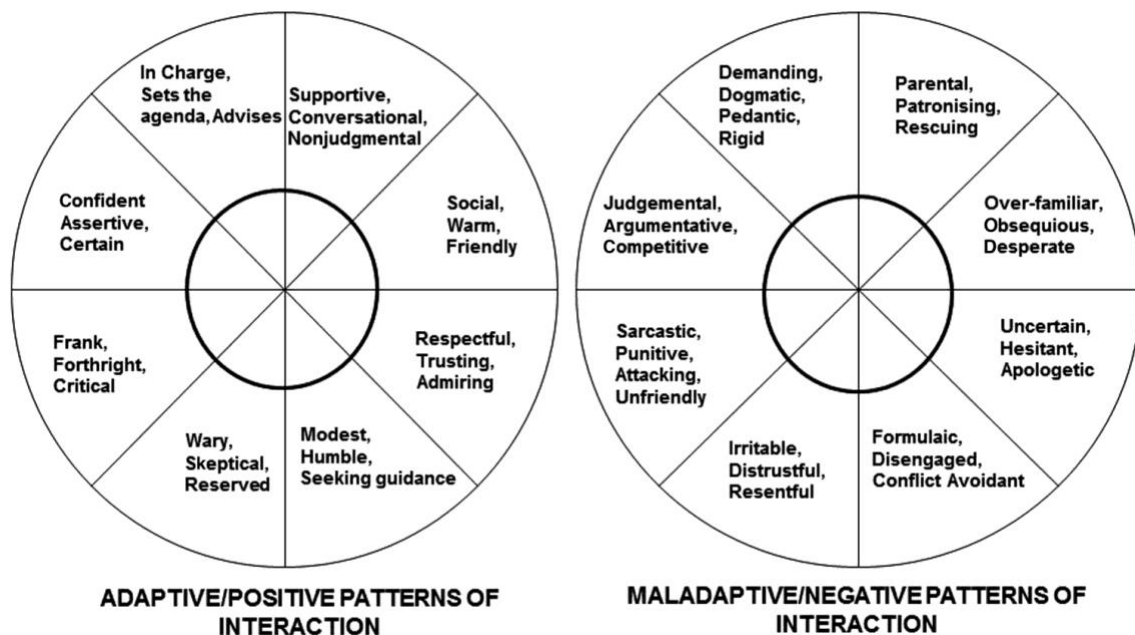 In Charge,
Sets the
agenda, Advises
Supportive,
Conversational,
Nonjudgmental
Confident
Assertive,
Certain
Social,
Warm,
Friendly
Frank,
Forthright,
Critical
Respectful,
Trusting,
Admiring
Wary,
Skeptical,
Reserved
Modest,
Humble,
Seeking guidance
ADAPTIVE/POSITIVE PATTERNS OF
INTERACTION
Demanding,
Dogmatic,
Pedantic,
Rigid
Parental,
Patronising,
Rescuing
Judgemental,
Argumentative,
Competitive
Over-familiar,
Obsequious,
Desperate
Sarcastic,
Punitive,
Attacking,
Unfriendly
Uncertain,
Hesitant,
Apologetic
Irritable,
Distrustful,
Resentful
Formulaic,
Disengaged,
Conflict Avoidant
MALADAPTIVE/NEGATIVE PATTERNS OF
INTERACTION